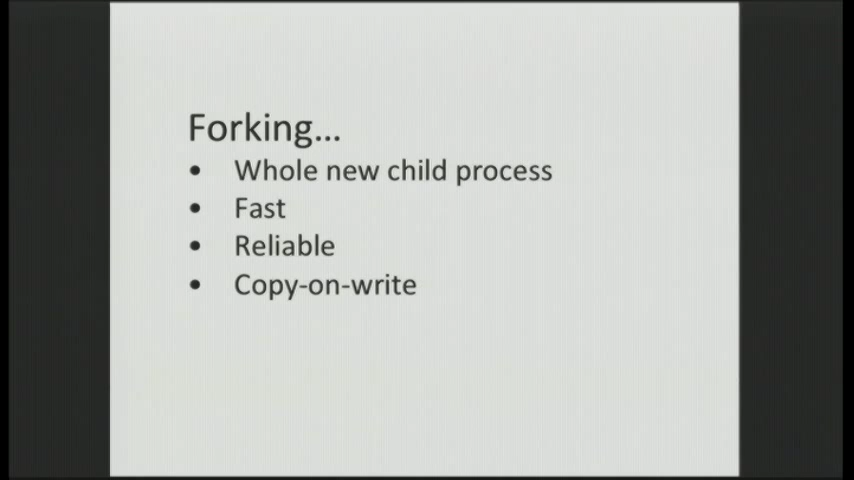 Forking...
• Whole new child process
• Fast
• Reliable
• Copy-on-write